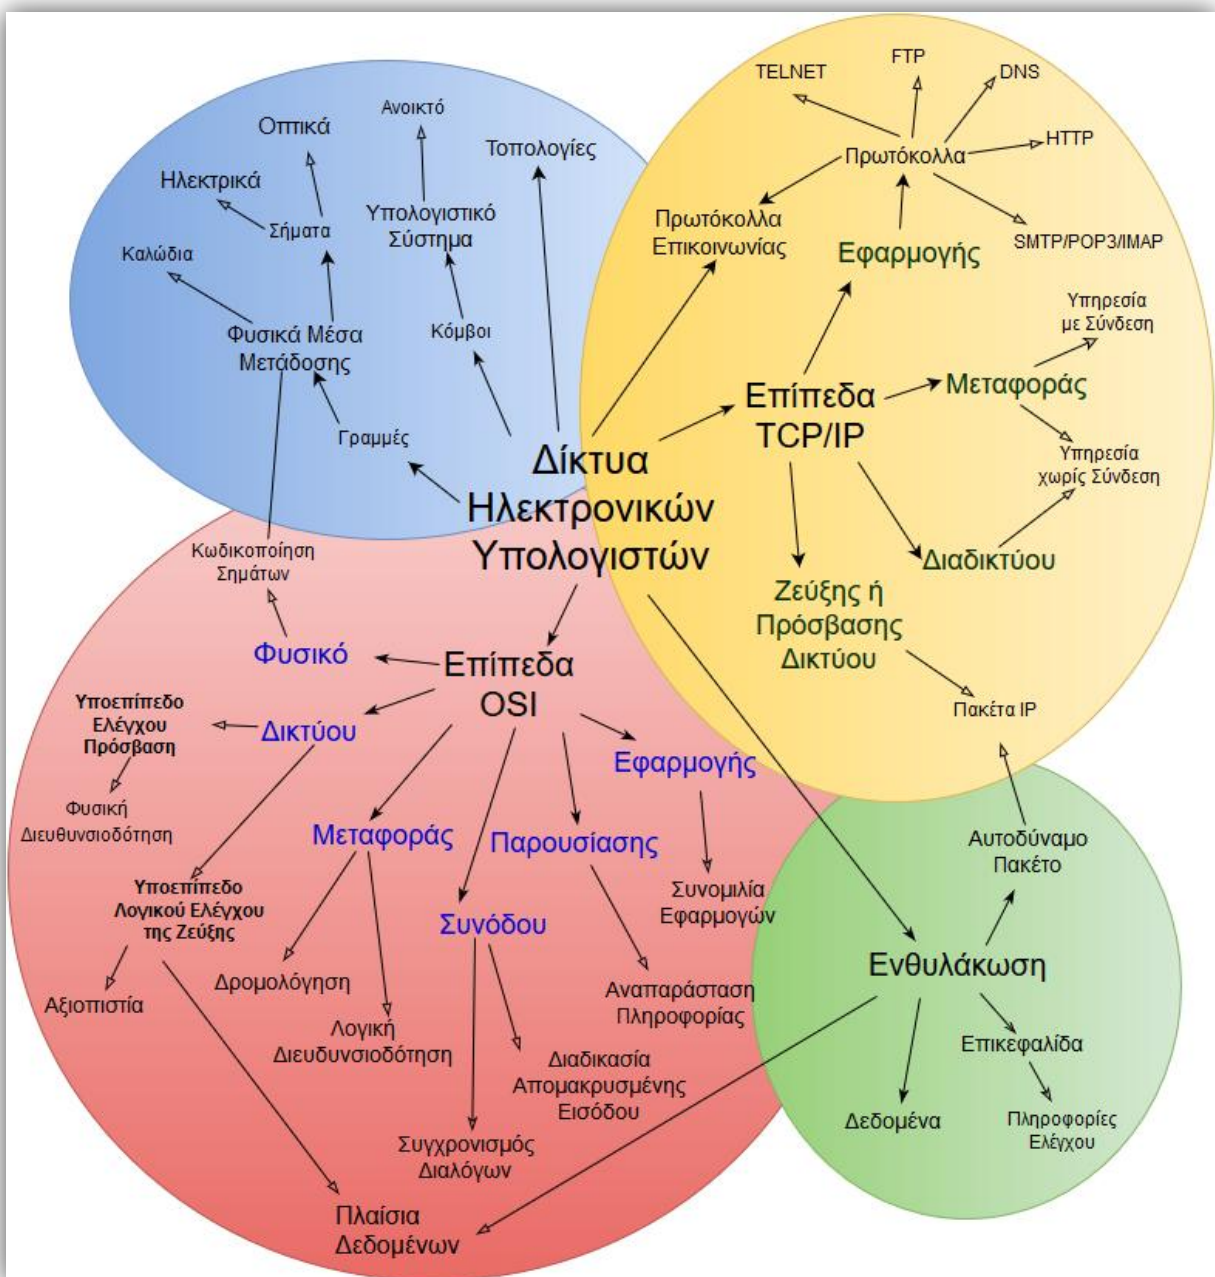 Ανοικτό
Οπτικά
Τοπολογίες
Ηλεκτρικά
Υπολογιστικό
Σύστημα
Σήματα
Καλώδια
Φυσικά Μέσα
Μετάδοσης
Κόμβοι
Γραμμές
TELNET
FTP
DNS
HTTP
Πρωτόκολλα
Πρωτόκολλα
Επικοινωνίας
SMTP/POP3/IMAP
Εφαρμογής
Υπηρεσία
με Σύνδεση
Επίπεδα
TCP/IP
Μεταφοράς
Υπηρεσία
χωρίς Σύνδεση
Διαδικτύου
Ζεύξης ή
Πρόσβασης
Δικτύου
Πακέτα IP
Δίκτυα
Ηλεκτρονικών
Υπολογιστών
Κωδικοποίηση
Σημάτων
Φυσικό
Επίπεδα
OSI
Υποεπίπεδο
Ελέγχου
Πρόσβαση
Δικτύου
Εφαρμογής
Φυσική
Διευθυνσιοδότηση
Μεταφοράς
Παρουσίασης
Υποεπίπεδο
Λογικού Ελέγχου
της Ζεύξης
Συνόδου
Συνομιλία
Εφαρμογών
Αξιοπιστία
Δρομολόγηση
Αναπαράσταση
Πληροφορίας
Λογική
Διευδυνσιοδότηση
Διαδικασία
Απομακρυσμένης
Εισόδου
Συγχρονισμός
Διαλόγων
Πλαίσια
Δεδομένων
Αυτοδύναμο
Πακέτο
Ενθυλάκωση
Επικεφαλίδα
Δεδομένα
Πληροφορίες
Ελέγχου